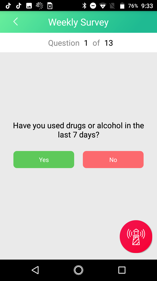 76% 9:33
Weekly Survey
Question 1 of 13
Have you used drugs or alcohol in the
last 7 days?
Yes No